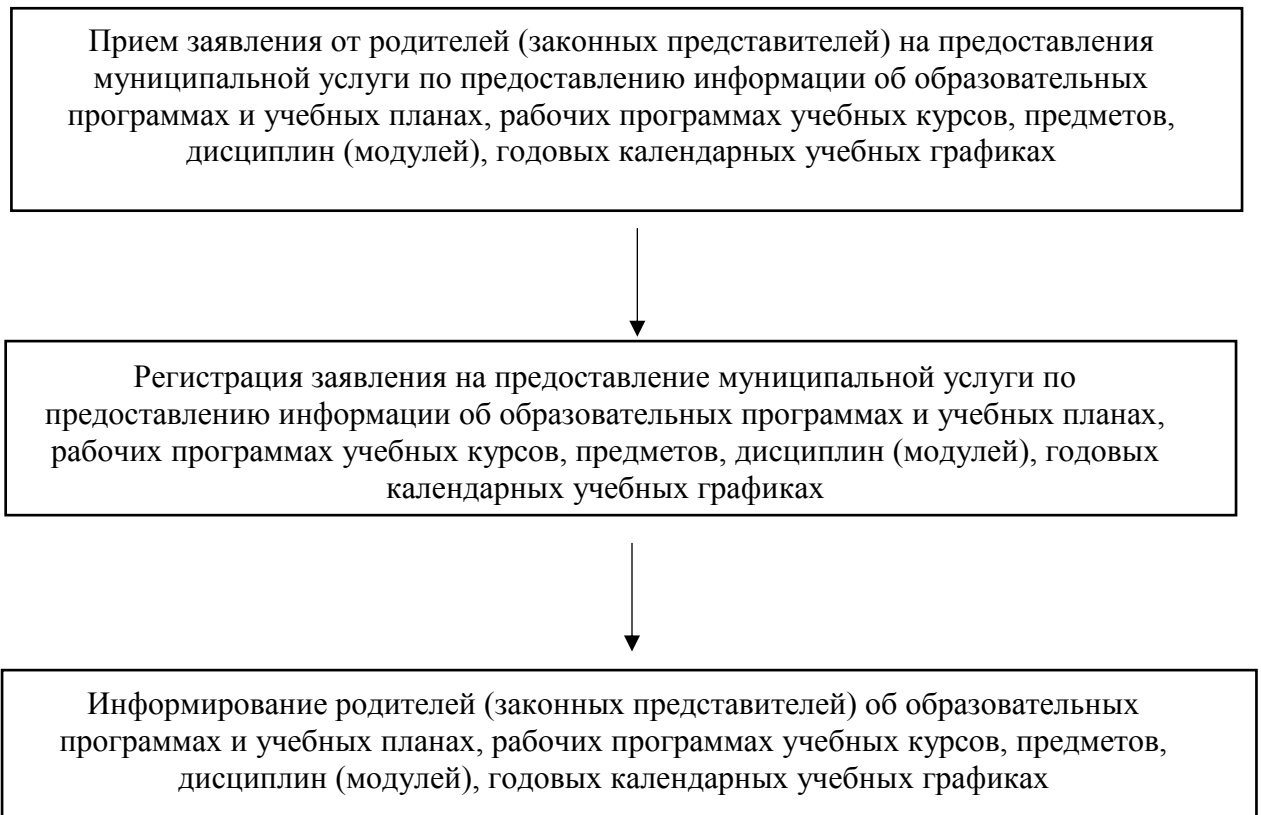 Прием заявления от родителей (законных представителей) на предоставления
муниципальной услуги по предоставлению информации об образовательных
программах и учебных планах, рабочих программах учебных курсов, предметов,
дисциплин (модулей), годовых календарных учебных графиках
Регистрация заявления на предоставление муниципальной услуги по
предоставлению информации об образовательных программах и учебных планах,
рабочих программах учебных курсов, предметов, дисциплин (модулей), годовых
календарных учебных графиках
Информирование родителей (законных представителей) об образовательных
программах и учебных планах, рабочих программах учебных курсов, предметов,
дисциплин (модулей), годовых календарных учебных графиках